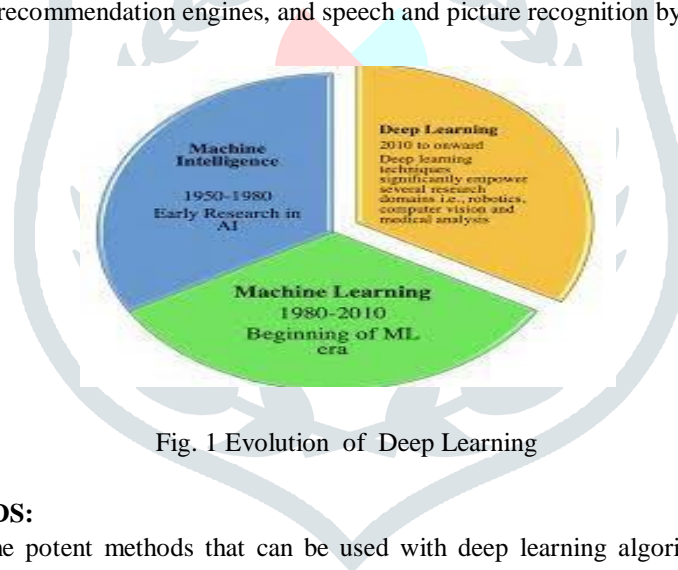 recommendation engines, and speech and picture recognition by
Machine
Intelligence
1950-1980
Early Research in
AI
Deep Learning
2010 to onward
Deep learning
techniques
significantly empower
several research
domains i.e., robotics,
computer vision and
medical analysis
Machine Learning
1980-2010
Beginning of ML
era
Fig. 1 Evolution of Deep Learning
DS:
ne potent methods that can be used with deep learning algori